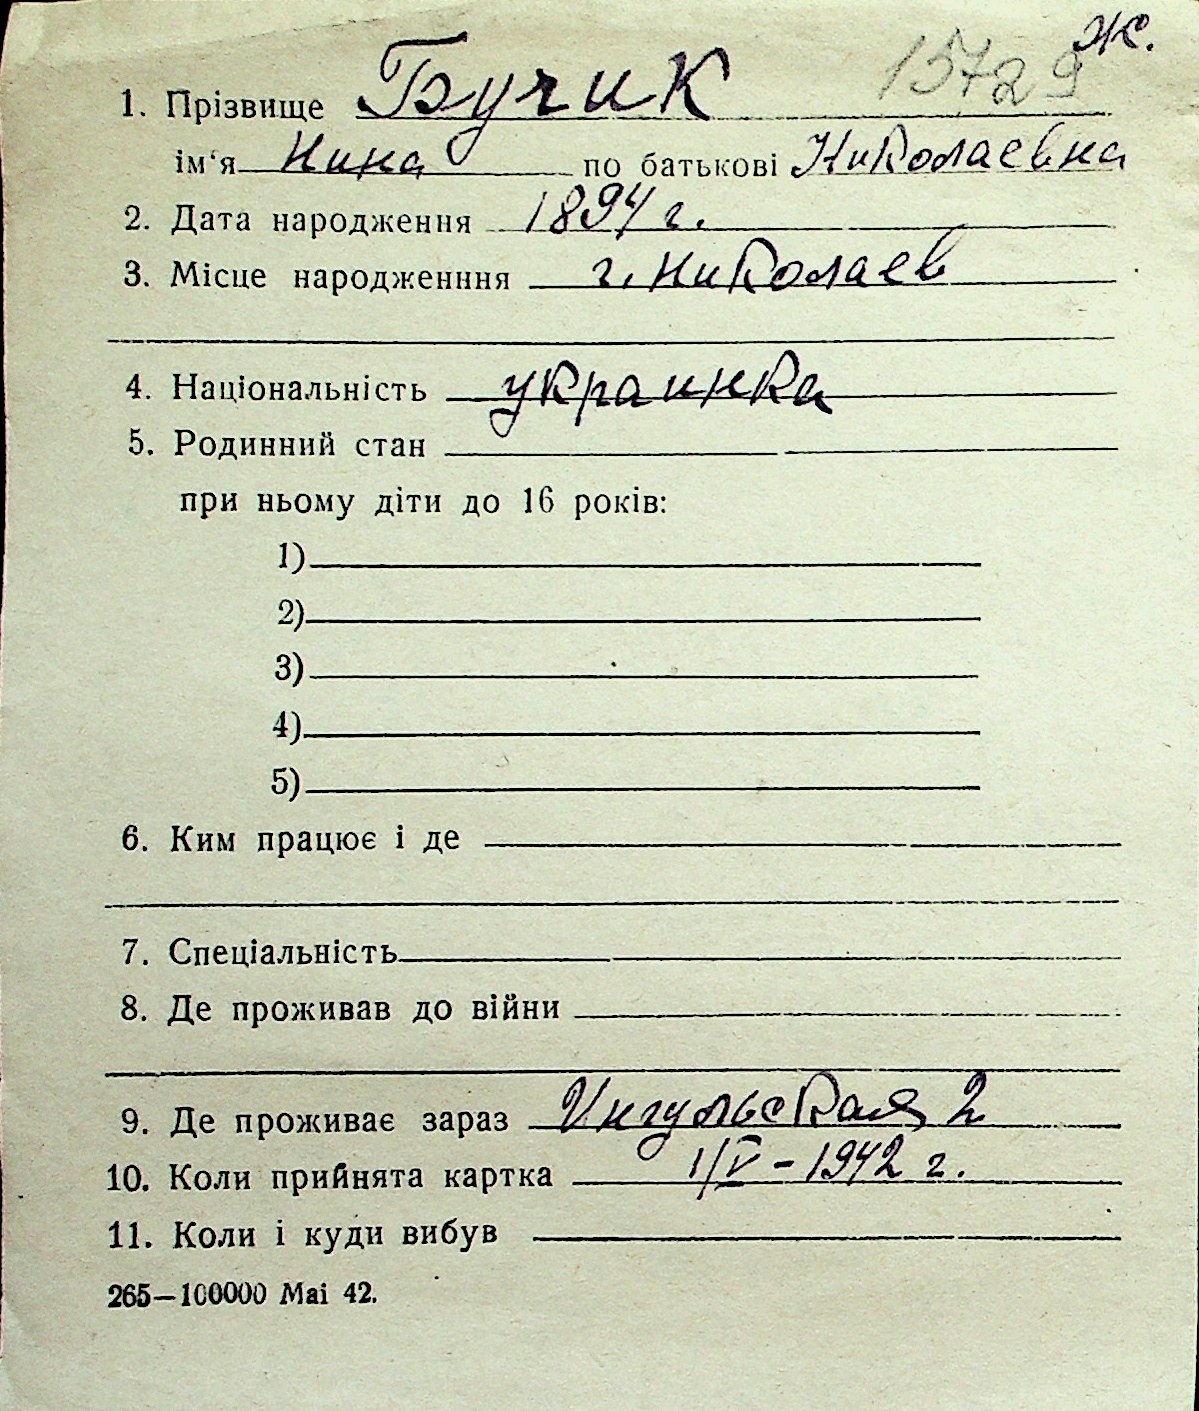 Ж.
15729
1. Прізвище Бучик
ім‘я Нина по батькові Николаевна
2. Дата народження 1894 г.
3. Місце народженння г. Николаев
4. Національність украинка
5. Родинний стан
при ньому діти до 16 років:
1)
2)
3)
4)
5)
6. Ким працює і де
7. Спеціальність
8. Де проживав до війни
9. Де проживає зараз Ингульская 2
10. Коли прийнята картка 1/V – 1942 г.
11. Коли і куди вибув
265—100000 Mai 42.